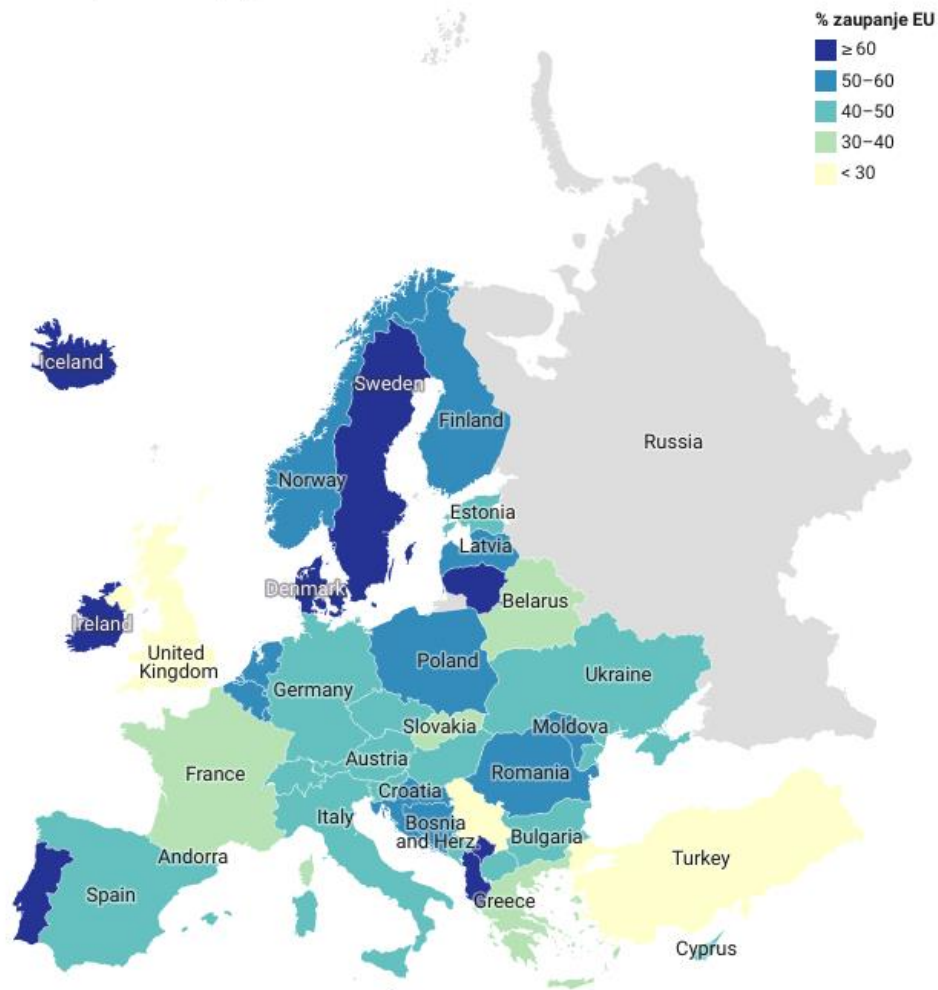 % zaupanje EU
≥ 60
50–60
40–50
30–40
< 30
Iceland
Sweden
Finland
Russia
Norway
Estonia
Latvia
Denmark
Belarus
Ireland
United
Kingdom
Poland
Ukraine
Germany
Slovakia
Moldova
Austria
France
Romania
Croatia
Italy
Bosnia
and Herz.
Bulgaria
Andorra
Turkey
Spain
Greece
Cyprus